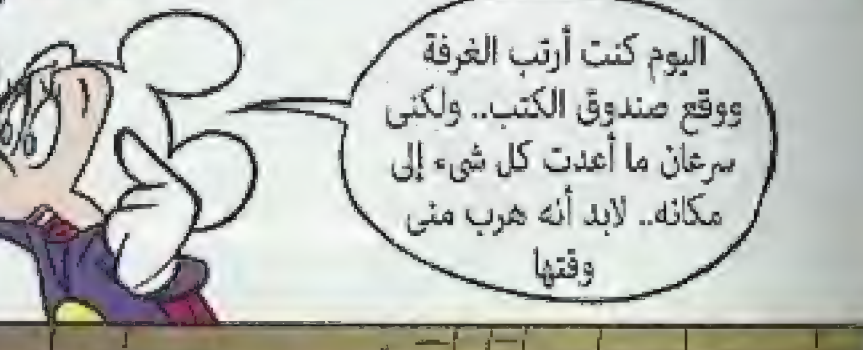 اليوم كنت أرتب الغرفة
ووقع صندوق الكتب.. ولكنى
سرعان ما أعدت كل شىء إلى
مكانه.. لابد أنه هرب منى
وقتها